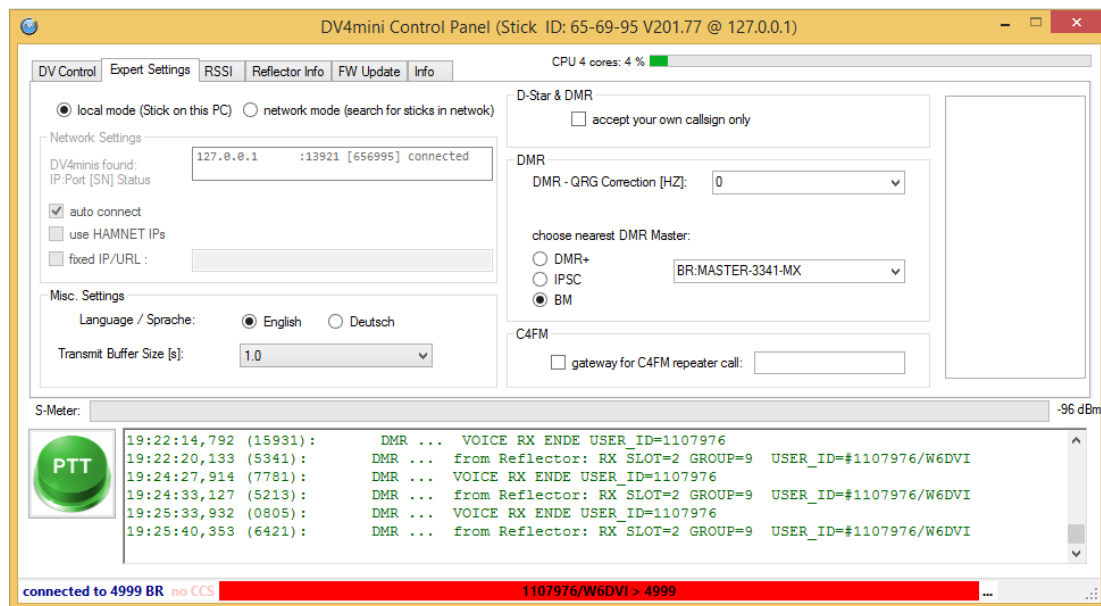 DV4mini Control Panel (Stick ID: 65-69-95 V201.77 @ 127.0.0.1)
DV Control Expert Settings RSSI Reflector Info FW Update Info
CPU 4 cores: 4 %
local mode (Stick on this PC) network mode (search for sticks in netwok)
Network Settings
DV4minis found:
IP:Port [SN] Status
127.0.0.1 :13921 [656995] connected
auto connect
use HAMNET IPs
fixed IP/URL :
Misc. Settings
Language / Sprache: English Deutsch
Transmit Buffer Size [s]: 1.0
D-Star & DMR
accept your own callsign only
DMR
DMR - QRG Correction [HZ]: 0
choose nearest DMR Master:
DMR+
IPSC
BM
BR:MASTER-3341-MX
C4FM
gateway for C4FM repeater call:
S-Meter: -96 dBm
PTT
19:22:14,792 (15931): DMR ... VOICE RX ENDE USER_ID=1107976
19:22:20,133 (5341): DMR ... from Reflector: RX SLOT=2 GROUP=9 USER_ID=#1107976/W6DVI
19:24:27,914 (7781): DMR ... VOICE RX ENDE USER_ID=1107976
19:24:33,127 (5213): DMR ... from Reflector: RX SLOT=2 GROUP=9 USER_ID=#1107976/W6DVI
19:25:33,932 (0805): DMR ... VOICE RX ENDE USER_ID=1107976
19:25:40,353 (6421): DMR ... from Reflector: RX SLOT=2 GROUP=9 USER_ID=#1107976/W6DVI
connected to 4999 BR no CCS 1107976/W6DVI > 4999 ...